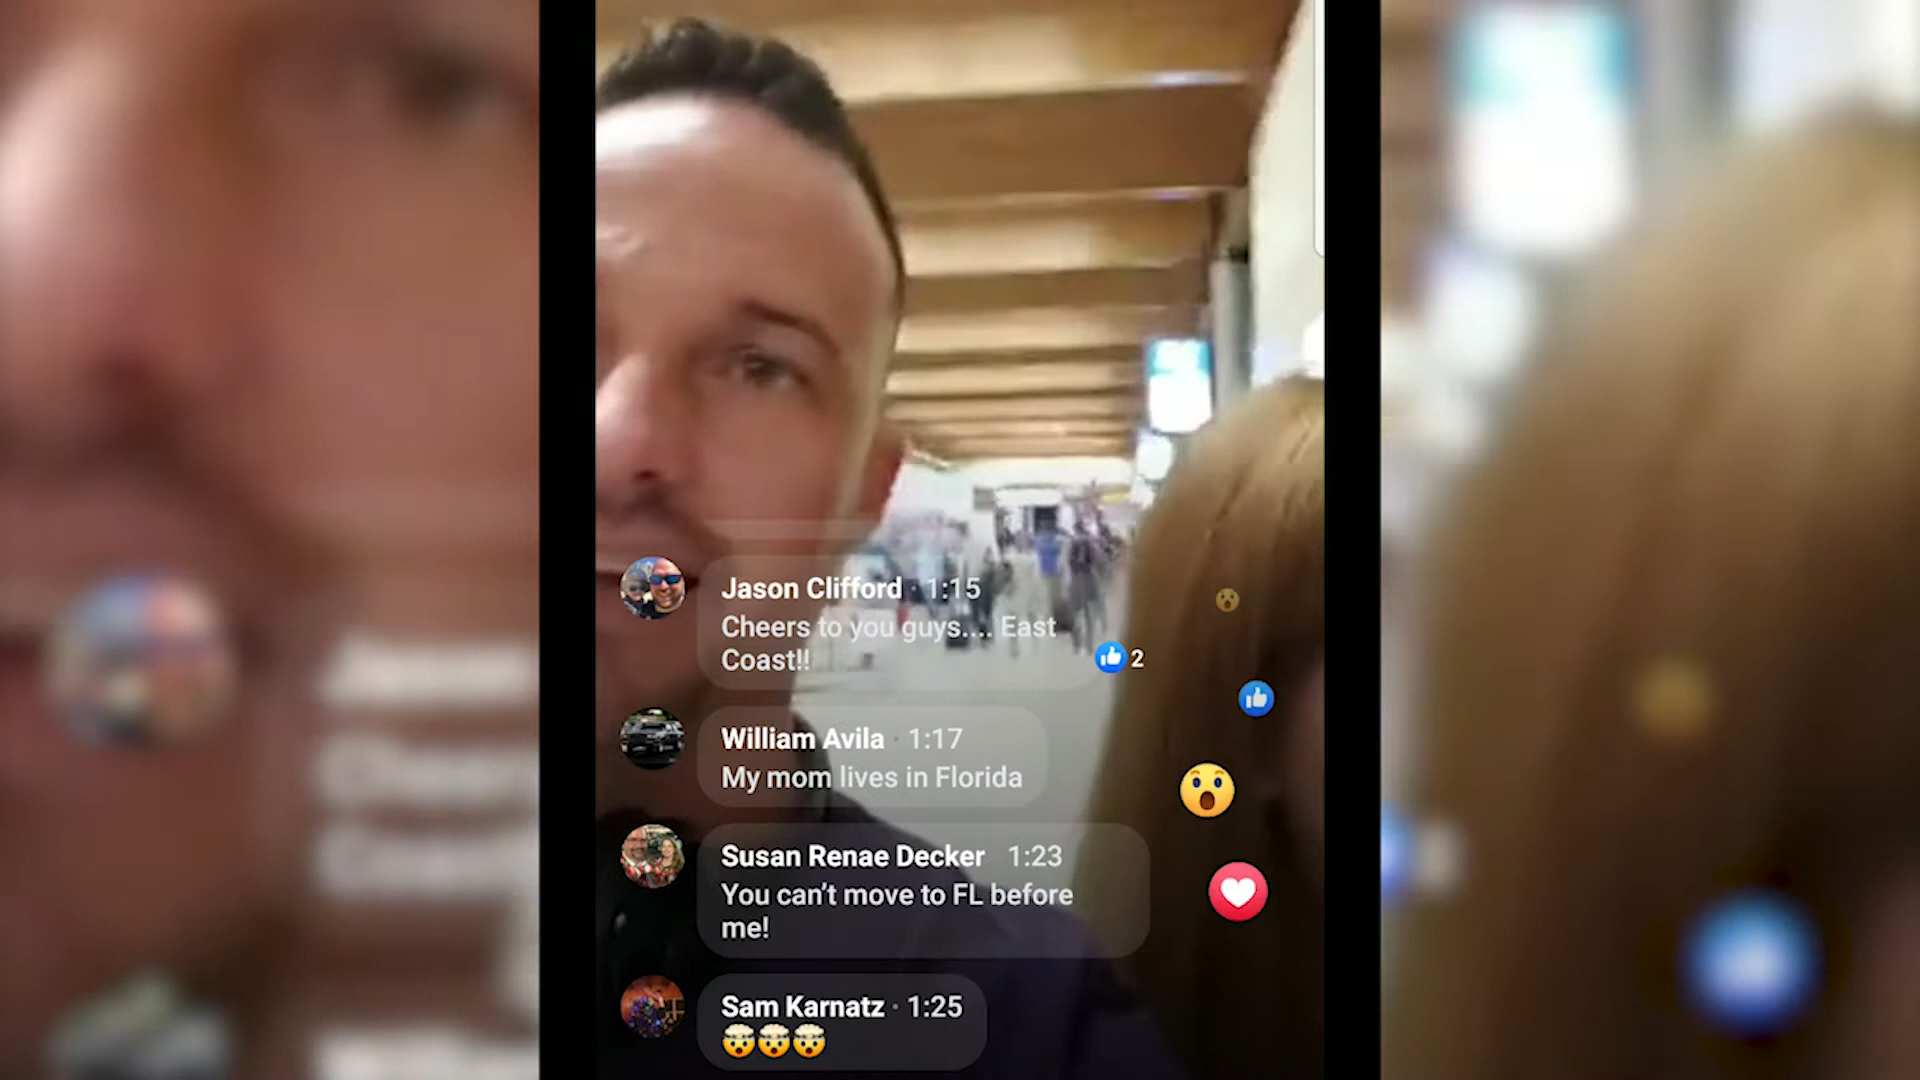 Jason Clifford · 1:15
Cheers to you guys.... East
Coast!!
2
William Avila · 1:17
My mom lives in Florida
Susan Renae Decker 1:23
You can't move to FL before
me!
Sam Karnatz · 1:25
🤯🤯🤯